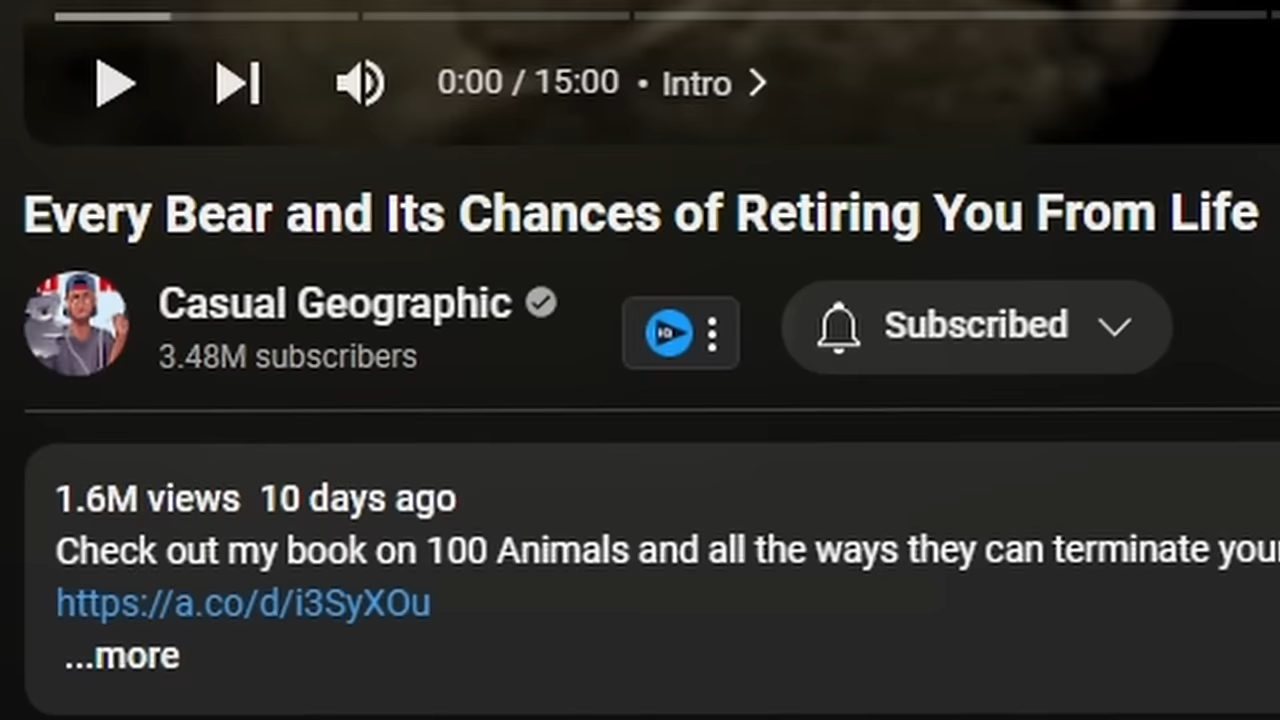 0:00 / 15:00 • Intro
Every Bear and Its Chances of Retiring You From Life
Casual Geographic
3.48M subscribers
HD
Subscribed
1.6M views 10 days ago
Check out my book on 100 Animals and all the ways they can terminate your
https://a.co/d/i3SyXOu
...more